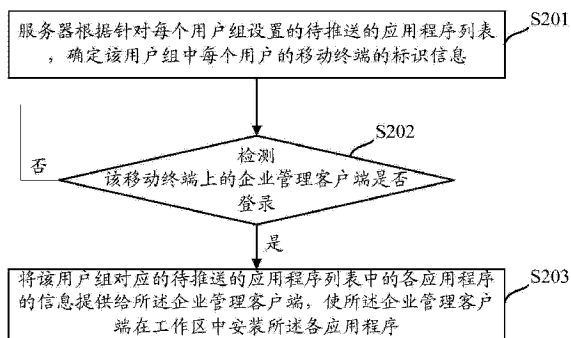 服务器根据针对每个用户组设置的待推送的应用程序列表
，确定该用户组中每个用户的移动终端的标识信息
S201
S202
检测
该移动终端上的企业管理客户端是否
登录
否
是
将该用户组对应的待推送的应用程序列表中的各应用程序
的信息提供给所述企业管理客户端，使所述企业管理客户
端在工作区中安装所述各应用程序
S203